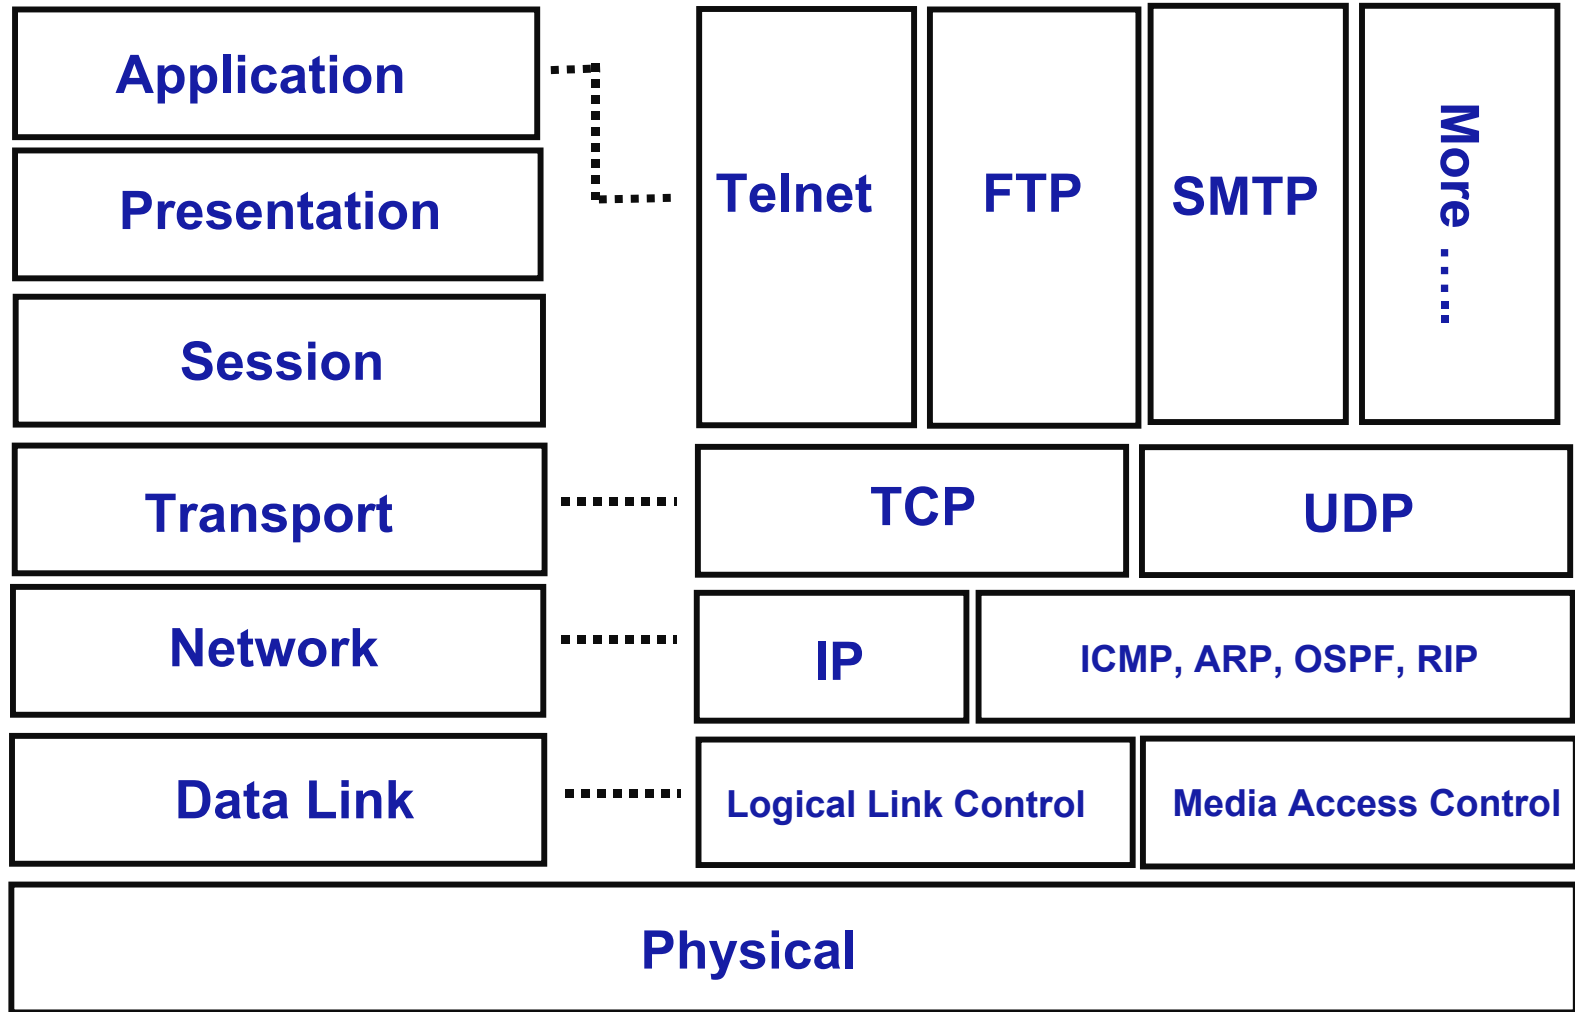 Application
Presentation
Session
Transport
Network
Data Link
Telnet
FTP
SMTP
More ......
TCP
UDP
IP
ICMP, ARP, OSPF, RIP
Logical Link Control
Media Access Control
Physical